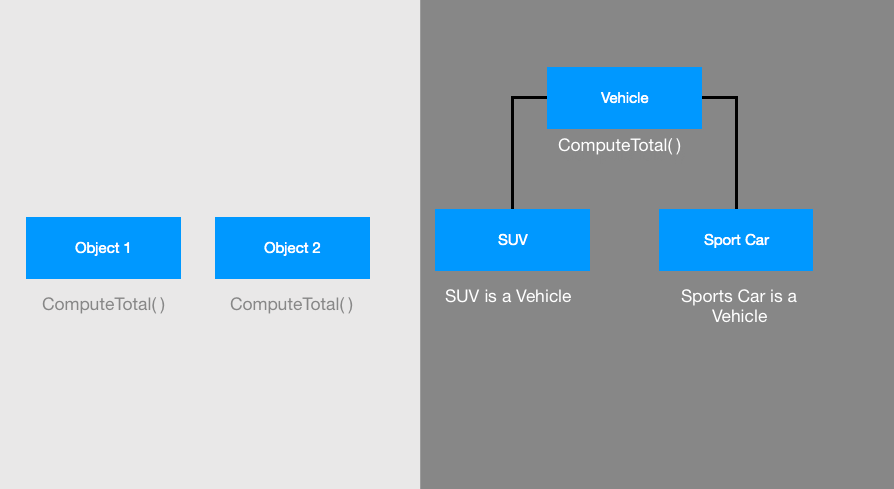 Object 1
Object 2
ComputeTotal( )
ComputeTotal( )
Vehicle
ComputeTotal( )
SUV
Sport Car
SUV is a Vehicle
Sports Car is a
Vehicle